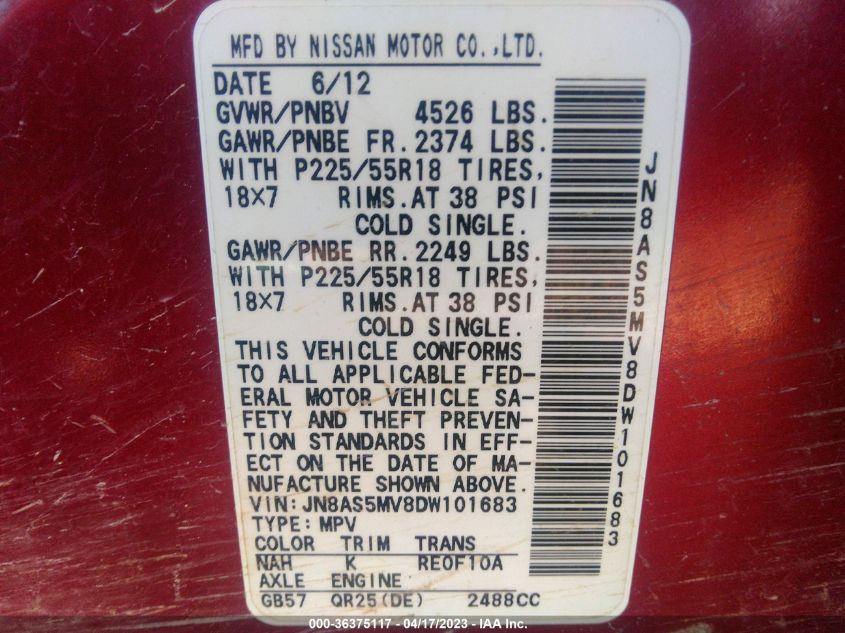 MFD BY NISSAN MOTOR CO.,LTD.
DATE 6/12
GVWR/PNBV 4526 LBS.
GAWR/PNBE FR. 2374 LBS.
WITH P225/55R18 TIRES,
18X7 RIMS. AT 38 PSI
COLD SINGLE.
GAWR/PNBE RR. 2249 LBS.
WITH P225/55R18 TIRES,
18X7 RIMS. AT 38 PSI
COLD SINGLE.
THIS VEHICLE CONFORMS
TO ALL APPLICABLE FED-
ERAL MOTOR VEHICLE SA-
FETY AND THEFT PREVEN-
TION STANDARDS IN EFF-
ECT ON THE DATE OF MA-
NUFACTURE SHOWN ABOVE.
VIN: JN8AS5MV8DW101683
TYPE: MPV
COLOR TRIM TRANS
NAH K RE0F10A
AXLE ENGINE
GB57 QR25(DE) 2488CC
JN8AS5MV8DW101683
000-36375117 - 04/17/2023 - IAA Inc.